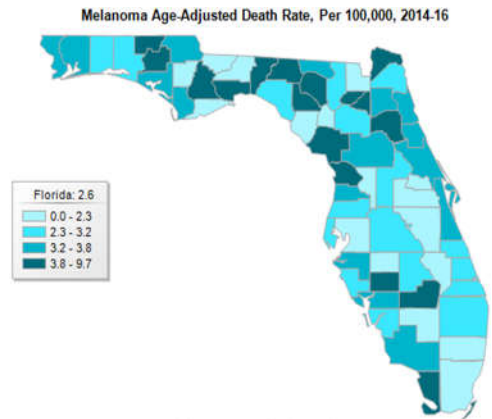 Melanoma Age-Adjusted Death Rate, Per 100,000, 2014-16
Florida: 2.6
0.0 - 2.3
2.3 - 3.2
3.2 - 3.8
3.8 - 9.7